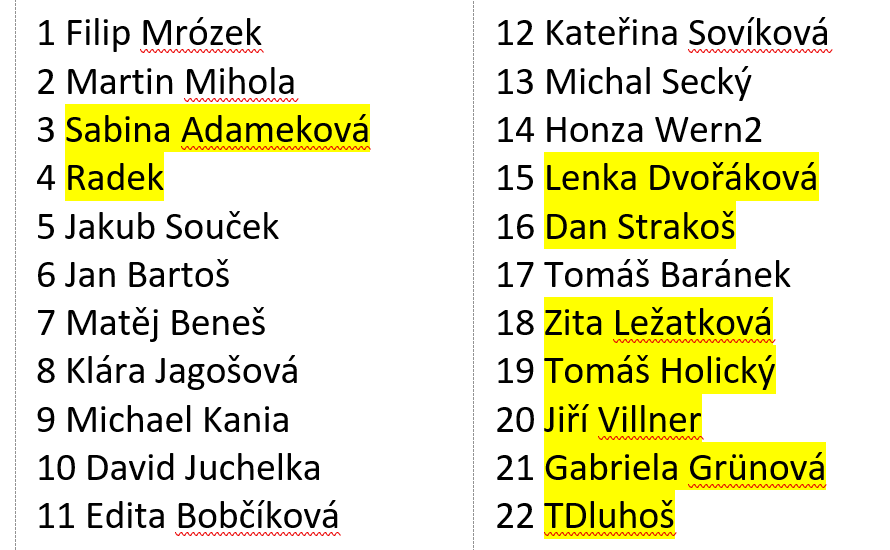 1 Filip Mrózek
2 Martin Mihola
3 Sabina Adameková
4 Radek
5 Jakub Souček
6 Jan Bartoš
7 Matěj Beneš
8 Klára Jagošová
9 Michael Kania
10 David Juchelka
11 Edita Bobčíková
12 Kateřina Sovíková
13 Michal Secký
14 Honza Wern2
15 Lenka Dvořáková
16 Dan Strakoš
17 Tomáš Baránek
18 Zita Ležatková
19 Tomáš Holický
20 Jiří Villner
21 Gabriela Grünová
22 TDluhoš